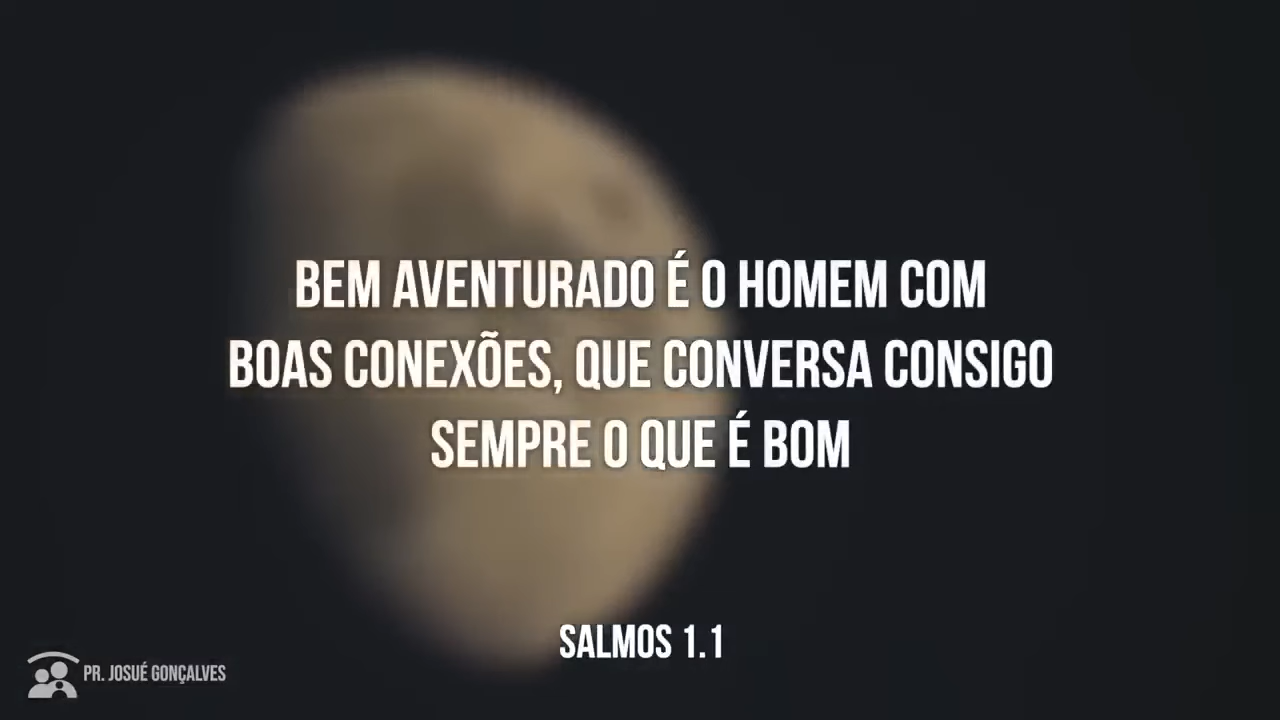 BEM AVENTURADO É O HOMEM COM
BOAS CONEXÕES, QUE CONVERSA CONSIGO
SEMPRE O QUE É BOM
SALMOS 1.1
PR. JOSUÉ GONÇALVES